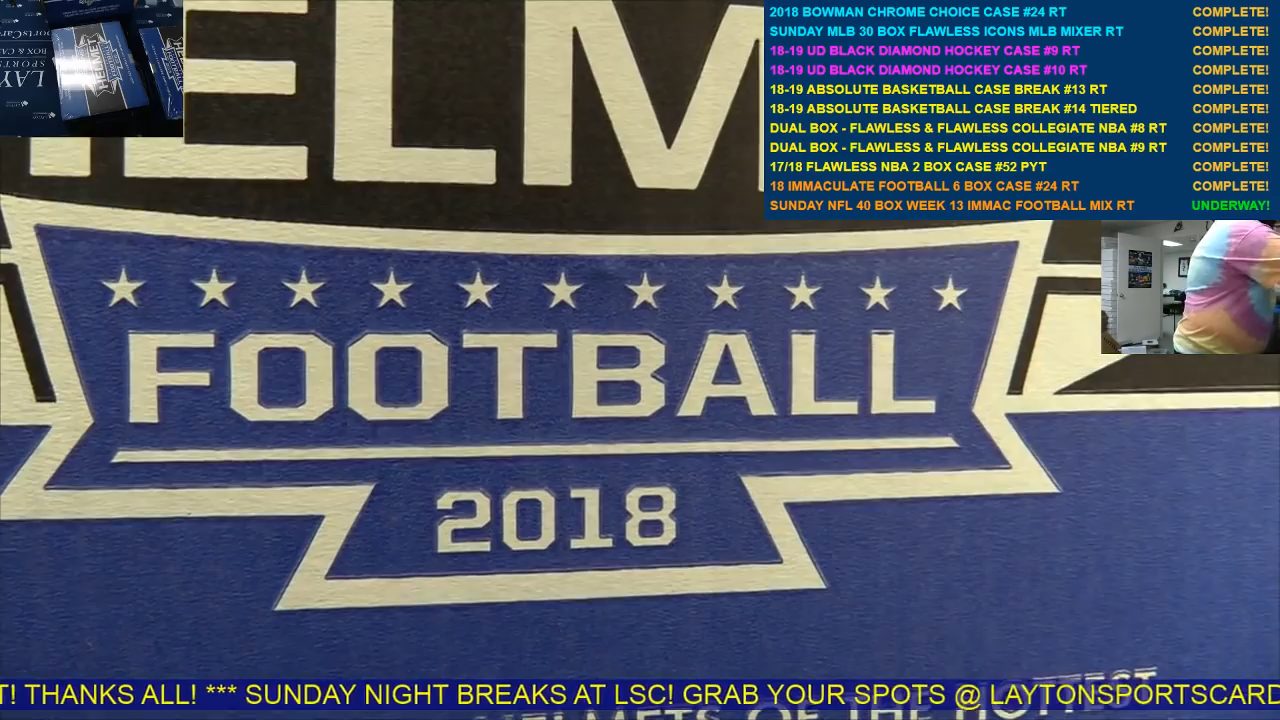 HELM
FOOTBALL
2018
HELMETS OF THE HOTTEST
2018 BOWMAN CHROME CHOICE CASE #24 RT COMPLETE!
SUNDAY MLB 30 BOX FLAWLESS ICONS MLB MIXER RT COMPLETE!
18-19 UD BLACK DIAMOND HOCKEY CASE #9 RT COMPLETE!
18-19 UD BLACK DIAMOND HOCKEY CASE #10 RT COMPLETE!
18-19 ABSOLUTE BASKETBALL CASE BREAK #13 RT COMPLETE!
18-19 ABSOLUTE BASKETBALL CASE BREAK #14 TIERED COMPLETE!
DUAL BOX - FLAWLESS & FLAWLESS COLLEGIATE NBA #8 RT COMPLETE!
DUAL BOX - FLAWLESS & FLAWLESS COLLEGIATE NBA #9 RT COMPLETE!
17/18 FLAWLESS NBA 2 BOX CASE #52 PYT COMPLETE!
18 IMMACULATE FOOTBALL 6 BOX CASE #24 RT COMPLETE!
SUNDAY NFL 40 BOX WEEK 13 IMMAC FOOTBALL MIX RT UNDERWAY!
T! THANKS ALL! *** SUNDAY NIGHT BREAKS AT LSC! GRAB YOUR SPOTS @ LAYTONSPORTSCARD